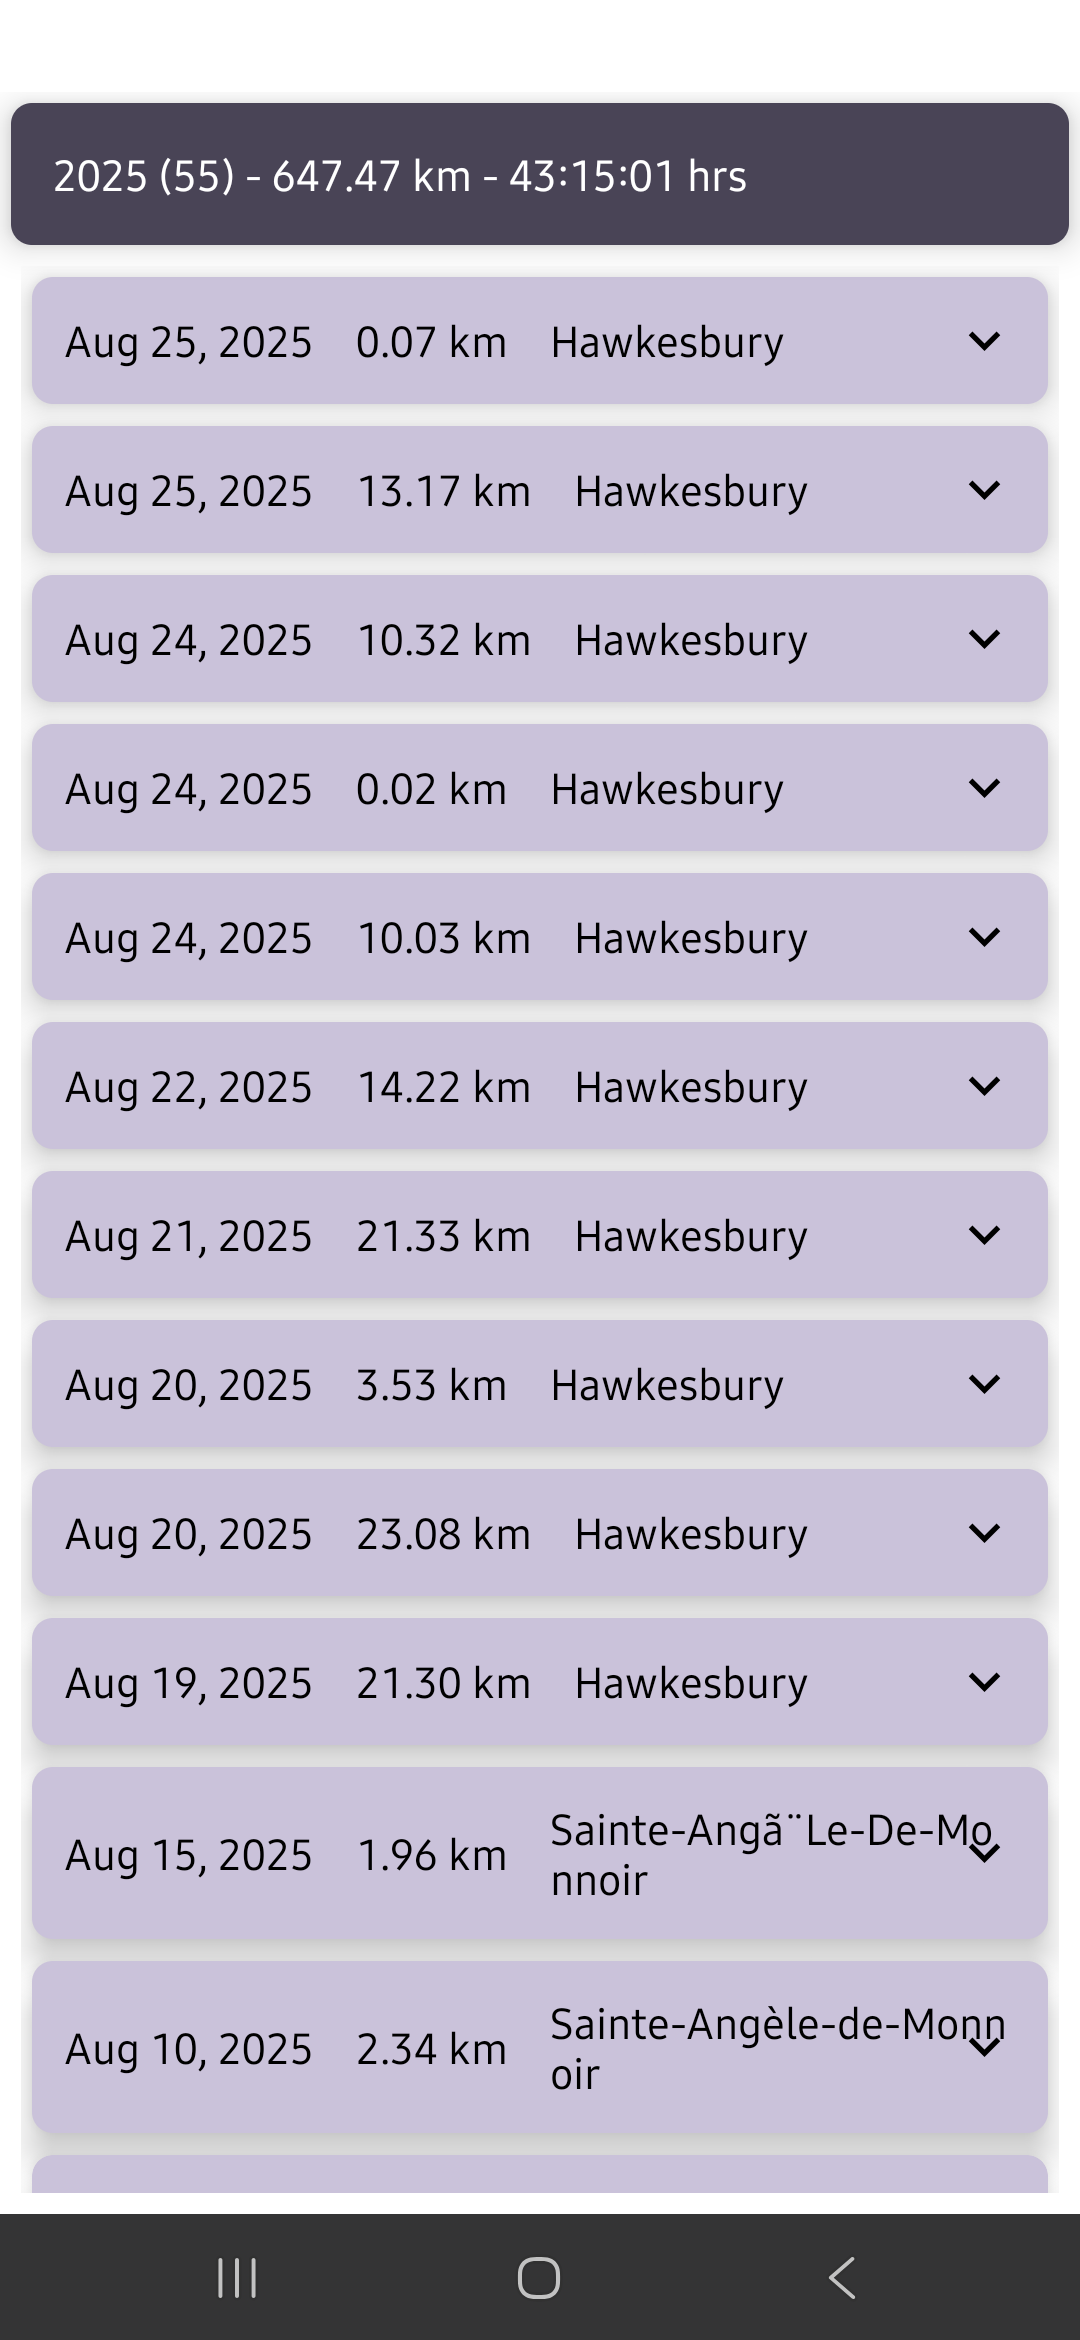 2025 (55) - 647.47 km - 43:15:01 hrs
Aug 25, 2025 0.07 km Hawkesbury
Aug 25, 2025 13.17 km Hawkesbury
Aug 24, 2025 10.32 km Hawkesbury
Aug 24, 2025 0.02 km Hawkesbury
Aug 24, 2025 10.03 km Hawkesbury
Aug 22, 2025 14.22 km Hawkesbury
Aug 21, 2025 21.33 km Hawkesbury
Aug 20, 2025 3.53 km Hawkesbury
Aug 20, 2025 23.08 km Hawkesbury
Aug 19, 2025 21.30 km Hawkesbury
Aug 15, 2025 1.96 km Sainte-Angã¨Le-De-Mo
nnoir
Aug 10, 2025 2.34 km Sainte-Angèle-de-Monn
oir